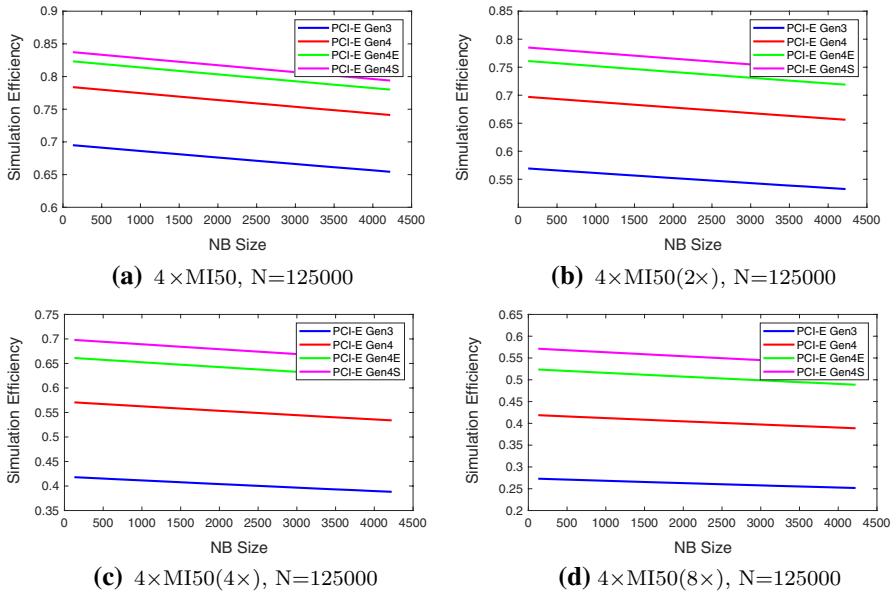 0.9
0.85
0.8
0.75
0.7
0.65
0.6
Simulation Efficiency
PCI-E Gen3
PCI-E Gen4
PCI-E Gen4E
PCI-E Gen4S
0 500 1000 1500 2000 2500 3000 3500 4000 4500
NB Size
(a) 4×MI50, N=125000
0.85
0.8
0.75
0.7
0.65
0.6
0.55
Simulation Efficiency
PCI-E Gen3
PCI-E Gen4
PCI-E Gen4E
PCI-E Gen4S
0 500 1000 1500 2000 2500 3000 3500 4000 4500
NB Size
(b) 4×MI50(2×), N=125000
0.75
0.7
0.65
0.6
0.55
0.5
0.45
0.4
0.35
Simulation Efficiency
PCI-E Gen3
PCI-E Gen4
PCI-E Gen4E
PCI-E Gen4S
0 500 1000 1500 2000 2500 3000 3500 4000 4500
NB Size
(c) 4×MI50(4×), N=125000
0.65
0.6
0.55
0.5
0.45
0.4
0.35
0.3
0.25
0.2
Simulation Efficiency
PCI-E Gen3
PCI-E Gen4
PCI-E Gen4E
PCI-E Gen4S
0 500 1000 1500 2000 2500 3000 3500 4000 4500
NB Size
(d) 4×MI50(8×), N=125000